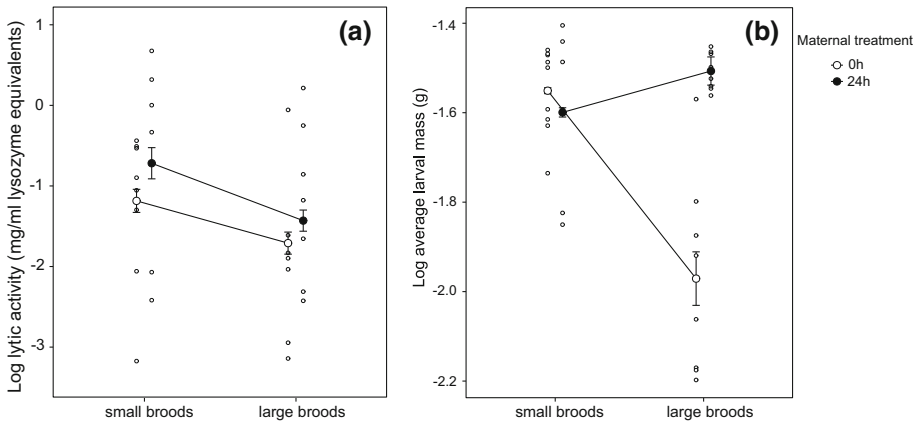 (a)
Log lytic activity (mg/ml lysozyme equivalents)
1
0
-1
-2
-3
small broods
large broods
(b)
Log average larval mass (g)
-1.4
-1.6
-1.8
-2.0
-2.2
small broods
large broods
Maternal treatment
0h
24h